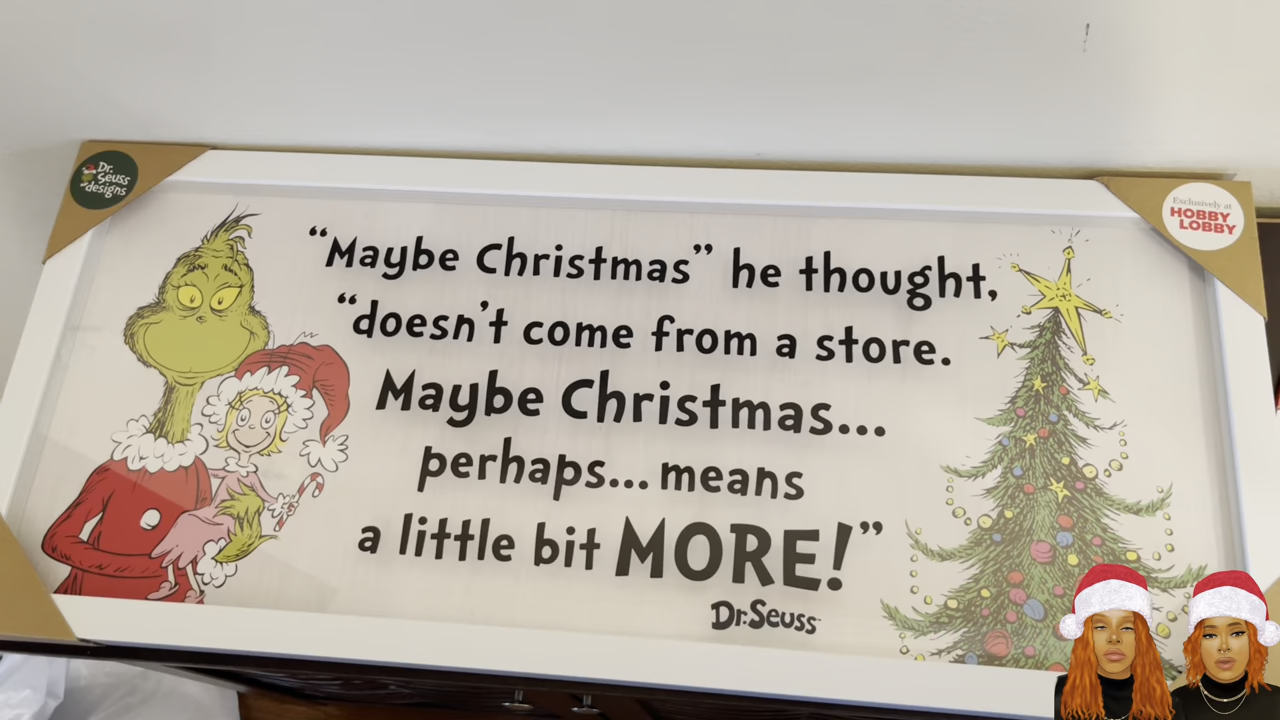 Dr.
Seuss
designs
Exclusively at
HOBBY
LOBBY
“Maybe Christmas” he thought,
“doesn’t come from a store.
Maybe Christmas...
perhaps... means
a little bit MORE!”
Dr. Seuss